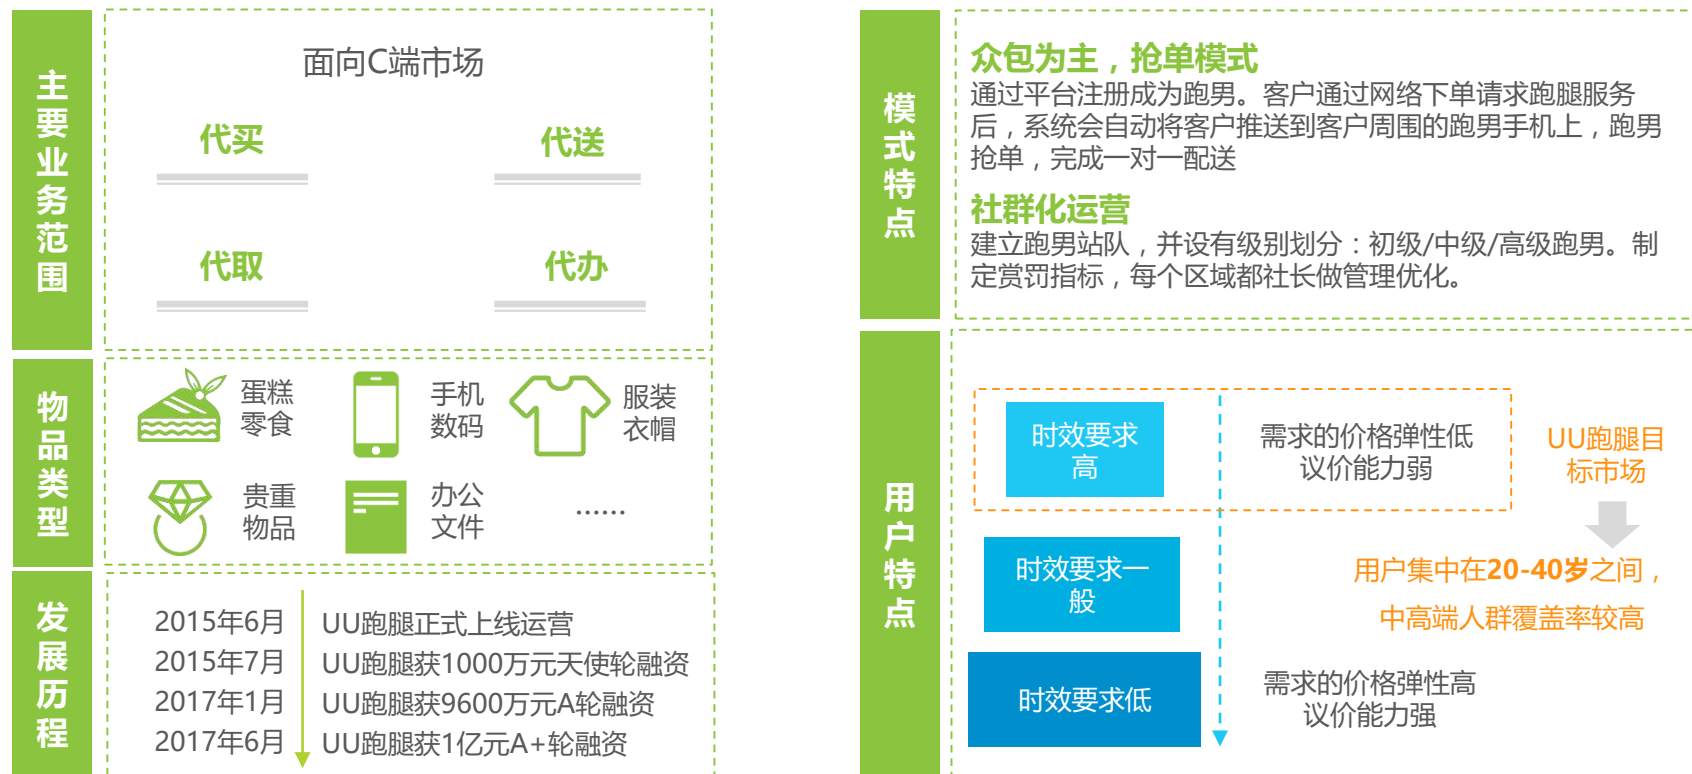 主要业务范围
面向C端市场
代买
代送
代取
代办
物品类型
蛋糕
零食
手机
数码
服装
衣帽
贵重
物品
办公
文件
……
发展历程
2015年6月 UU跑腿正式上线运营
2015年7月 UU跑腿获1000万元天使轮融资
2017年1月 UU跑腿获9600万元A轮融资
2017年6月 UU跑腿获1亿元A+轮融资
模式特点
众包为主，抢单模式
通过平台注册成为跑男。客户通过网络下单请求跑腿服务
后，系统会自动将客户推送到客户周围的跑男手机上，跑男
抢单，完成一对一配送
社群化运营
建立跑男站队，并设有级别划分：初级/中级/高级跑男。制
定赏罚指标，每个区域都社长做管理优化。
用户特点
时效要求
高
需求的价格弹性低
议价能力弱
UU跑腿目
标市场
时效要求一
般
用户集中在20-40岁之间，
中高端人群覆盖率较高
时效要求低
需求的价格弹性高
议价能力强